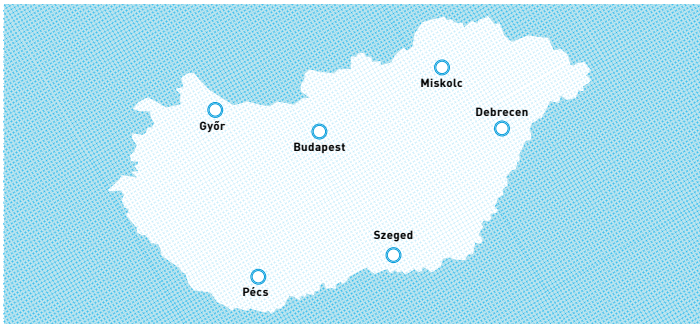 Miskolc
Debrecen
Győr
Budapest
Szeged
Pécs